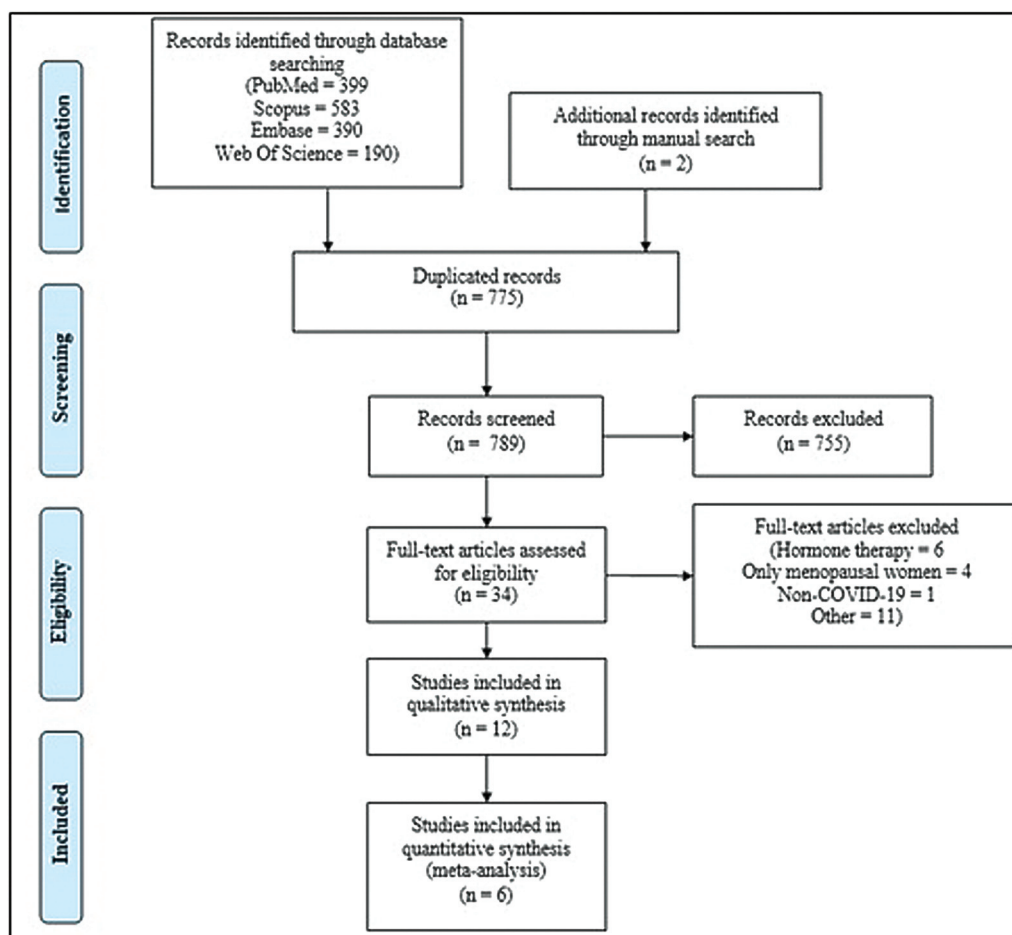 Identification
Records identified through database
searching
(PubMed = 399
Scopus = 583
Embase = 390
Web Of Science = 190)
Additional records identified
through manual search
(n = 2)
Duplicated records
(n = 775)
Screening
Records screened
(n = 789)
Records excluded
(n = 755)
Eligibility
Full-text articles assessed
for eligibility
(n = 34)
Full-text articles excluded
(Hormone therapy = 6
Only menopausal women = 4
Non-COVID-19 = 1
Other = 11)
Studies included in
qualitative synthesis
(n = 12)
Included
Studies included in
quantitative synthesis
(meta-analysis)
(n = 6)